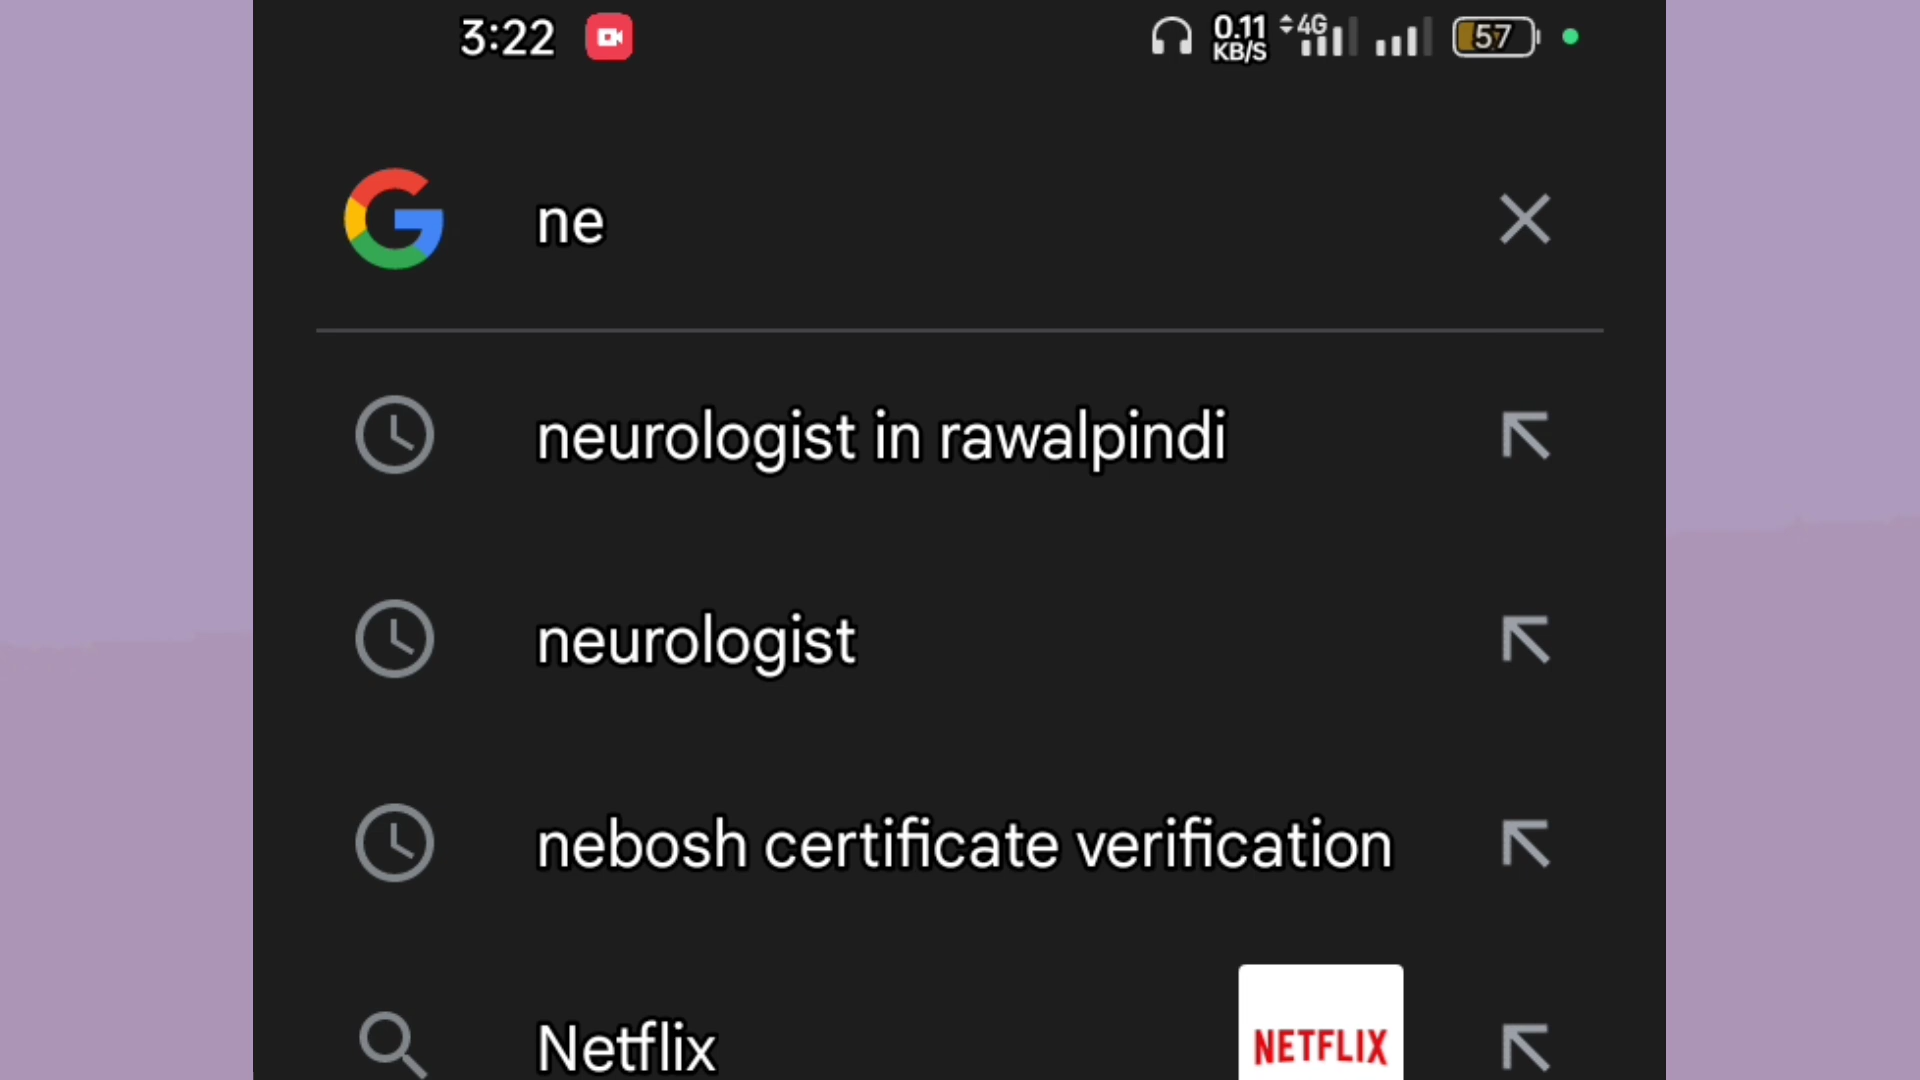 3:22 0.11 KB/S 4G 57
ne
neurologist in rawalpindi
neurologist
nebosh certificate verification
Netflix NETFLIX